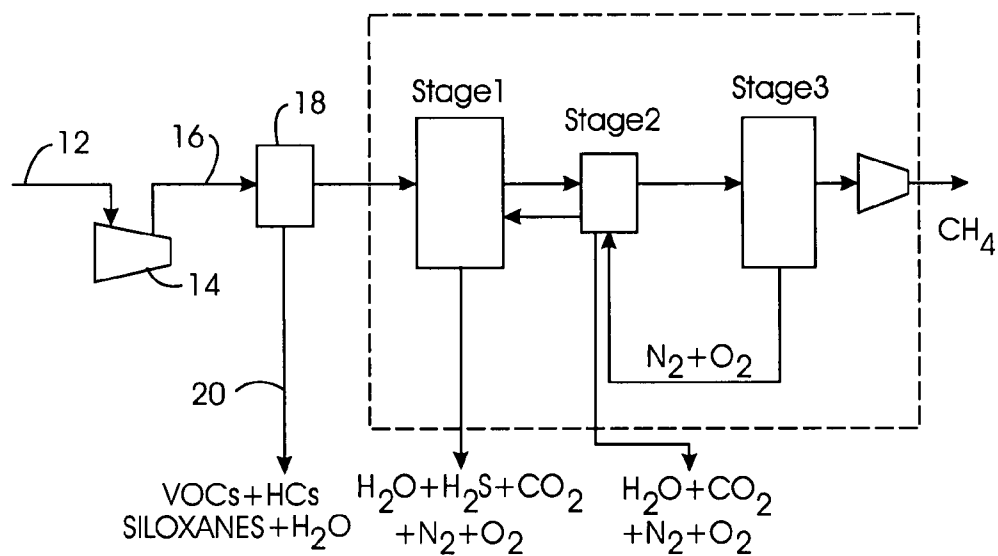 12
16
18
14
20
Stage1
Stage2
Stage3
CH₄
N₂+O₂
VOCs+HCs
SILOXANES+H₂O
H₂O+H₂S+CO₂
+N₂+O₂
H₂O+CO₂
+N₂+O₂